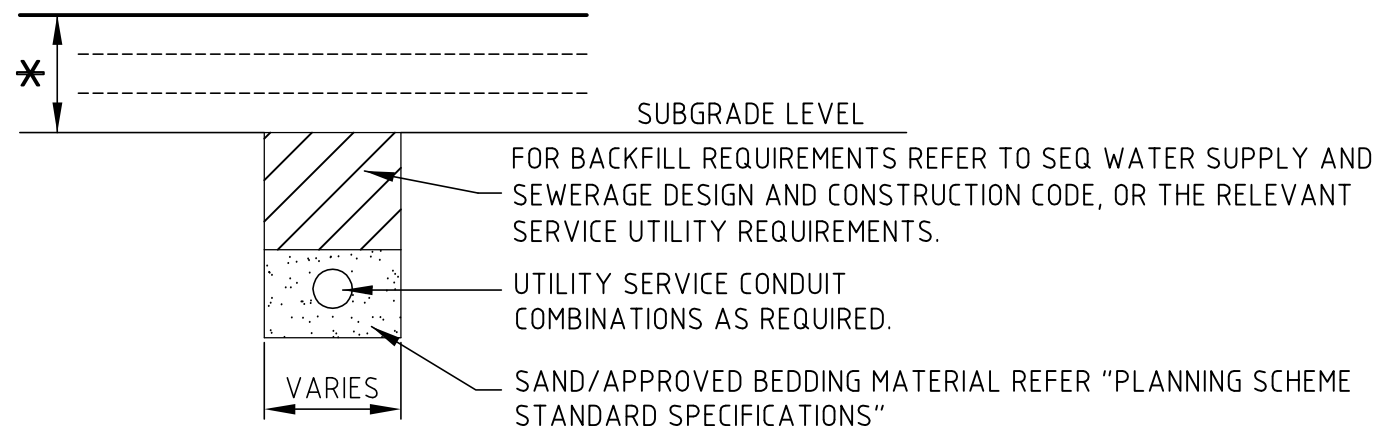 *
SUBGRADE LEVEL
FOR BACKFILL REQUIREMENTS REFER TO SEQ WATER SUPPLY AND
SEWERAGE DESIGN AND CONSTRUCTION CODE, OR THE RELEVANT
SERVICE UTILITY REQUIREMENTS.
UTILITY SERVICE CONDUIT
COMBINATIONS AS REQUIRED.
VARIES
SAND/APPROVED BEDDING MATERIAL REFER "PLANNING SCHEME
STANDARD SPECIFICATIONS"